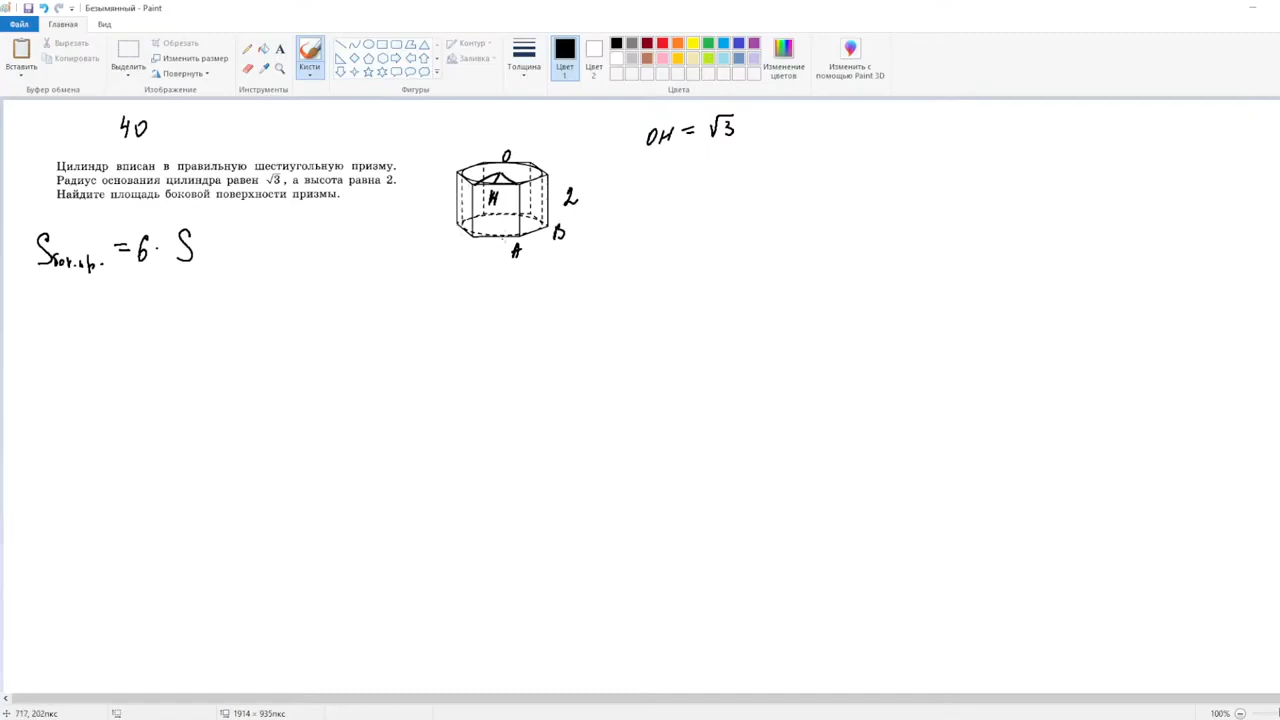 Безымянный - Paint
Файл Главная Вид
Вставить
Вырезать
Копировать
Буфер обмена
Выделить
Обрезать
Изменить размер
Повернуть
Изображение
Инструменты
Кисти
Контур
Заливка
Фигуры
Толщина
Цвет 1
Цвет 2
Изменение цветов
Цвета
Изменить с помощью Paint 3D
40
OH = √3
Цилиндр вписан в правильную шестиугольную призму.
Радиус основания цилиндра равен √3, а высота равна 2.
Найдите площадь боковой поверхности призмы.
O
H
2
B
A
Sбок.пр. = 6 · S
717, 202пкс
1914 × 935пкс
100%